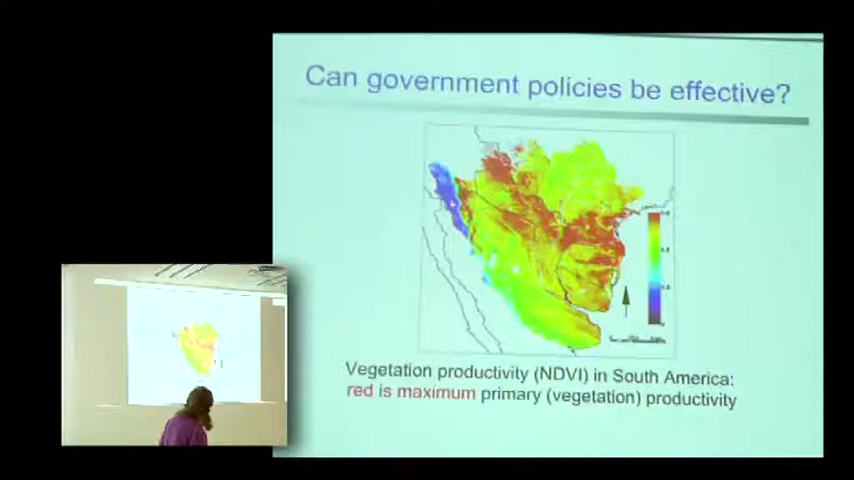 Can government policies be effective?
Vegetation productivity (NDVI) in South America:
red is maximum primary (vegetation) productivity